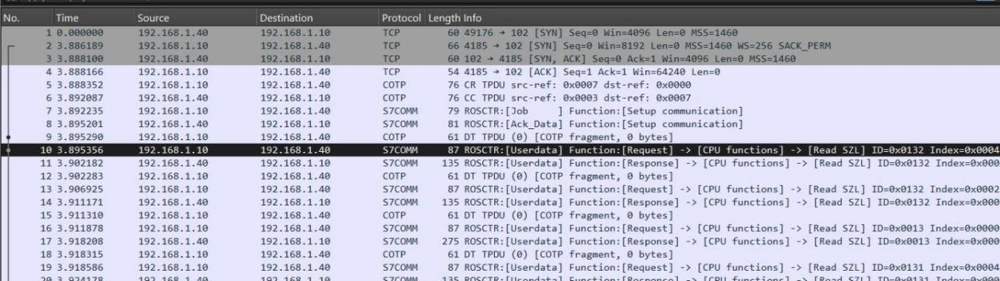 No. Time Source Destination Protocol Length Info
1 0.000000 192.168.1.40 192.168.1.10 TCP 60 49176 → 102 [SYN] Seq=0 Win=4096 Len=0 MSS=1460
2 3.886189 192.168.1.10 192.168.1.40 TCP 66 4185 → 102 [SYN] Seq=0 Win=8192 Len=0 MSS=1460 WS=256 SACK_PERM
3 3.888100 192.168.1.40 192.168.1.10 TCP 60 102 → 4185 [SYN, ACK] Seq=0 Ack=1 Win=4096 Len=0 MSS=1460
4 3.888166 192.168.1.10 192.168.1.40 TCP 54 4185 → 102 [ACK] Seq=1 Ack=1 Win=64240 Len=0
5 3.888352 192.168.1.10 192.168.1.40 COTP 76 CR TPDU src-ref: 0x0007 dst-ref: 0x0000
6 3.892087 192.168.1.40 192.168.1.10 COTP 76 CC TPDU src-ref: 0x0003 dst-ref: 0x0007
7 3.892235 192.168.1.10 192.168.1.40 S7COMM 79 ROSCTR:[Job ] Function:[Setup communication]
8 3.895201 192.168.1.40 192.168.1.10 S7COMM 81 ROSCTR:[Ack_Data] Function:[Setup communication]
9 3.895290 192.168.1.10 192.168.1.40 COTP 61 DT TPDU (0) [COTP fragment, 0 bytes]
10 3.895356 192.168.1.10 192.168.1.40 S7COMM 87 ROSCTR:[Userdata] Function:[Request] -> [CPU functions] -> [Read SZL] ID=0x0132 Index=0x0004
11 3.902182 192.168.1.40 192.168.1.10 S7COMM 135 ROSCTR:[Userdata] Function:[Response] -> [CPU functions] -> [Read SZL] ID=0x0132 Index=0x000
12 3.902283 192.168.1.10 192.168.1.40 COTP 61 DT TPDU (0) [COTP fragment, 0 bytes]
13 3.906925 192.168.1.10 192.168.1.40 S7COMM 87 ROSCTR:[Userdata] Function:[Request] -> [CPU functions] -> [Read SZL] ID=0x0132 Index=0x0002
14 3.911171 192.168.1.40 192.168.1.10 S7COMM 135 ROSCTR:[Userdata] Function:[Response] -> [CPU functions] -> [Read SZL] ID=0x0132 Index=0x000
15 3.911310 192.168.1.10 192.168.1.40 COTP 61 DT TPDU (0) [COTP fragment, 0 bytes]
16 3.911878 192.168.1.10 192.168.1.40 S7COMM 87 ROSCTR:[Userdata] Function:[Request] -> [CPU functions] -> [Read SZL] ID=0x0013 Index=0x0000
17 3.918208 192.168.1.40 192.168.1.10 S7COMM 275 ROSCTR:[Userdata] Function:[Response] -> [CPU functions] -> [Read SZL] ID=0x0013 Index=0x000
18 3.918315 192.168.1.10 192.168.1.40 COTP 61 DT TPDU (0) [COTP fragment, 0 bytes]
19 3.918586 192.168.1.10 192.168.1.40 S7COMM 87 ROSCTR:[Userdata] Function:[Request] -> [CPU functions] -> [Read SZL] ID=0x0131 Index=0x0004
20 3.924178 192.168.1.40 192.168.1.10 S7COMM 135 ROSCTR:[Userdata] Function:[Response] -> [CPU functions] -> [Read SZL] ID=0x0131 Index=0x000